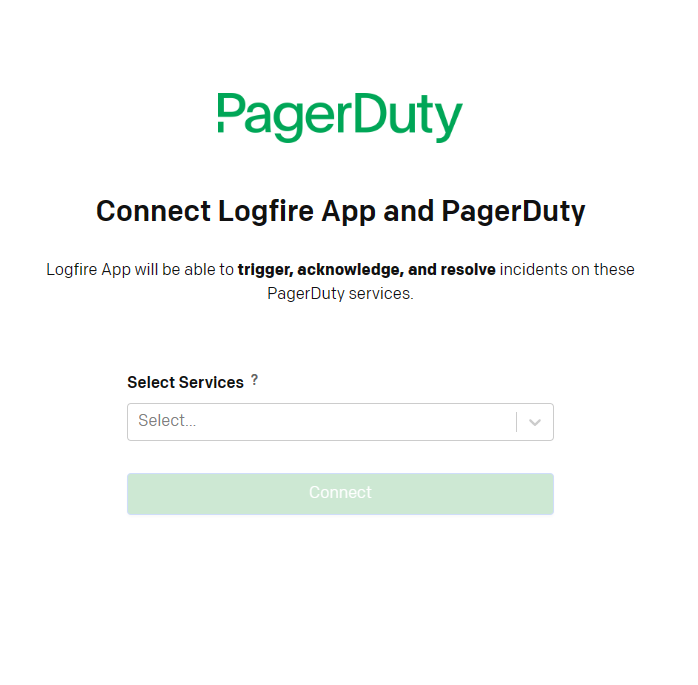 PagerDuty
Connect Logfire App and PagerDuty
Logfire App will be able to trigger, acknowledge, and resolve incidents on these
PagerDuty services.
Select Services ?
Select...
Connect